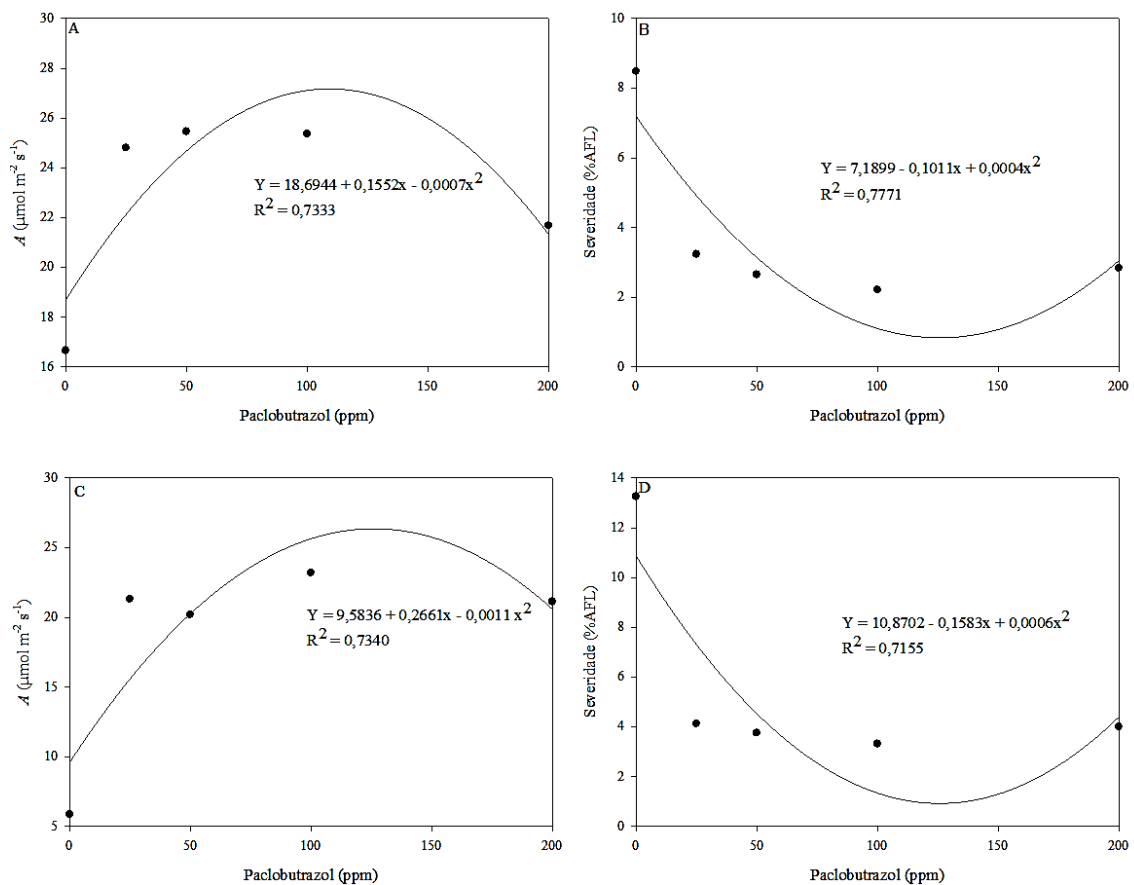 A
30
28
26
24
22
20
18
16
A (μmol m⁻² s⁻¹)
Y = 18,6944 + 0,1552x - 0,0007x²
R² = 0,7333
0 50 100 150 200
Paclobutrazol (ppm)
B
10
8
6
4
2
0
Severidade (%AFL)
Y = 7,1899 - 0,1011x + 0,0004x²
R² = 0,7771
0 50 100 150 200
Paclobutrazol (ppm)
C
30
25
20
15
10
5
A (μmol m⁻² s⁻¹)
Y = 9,5836 + 0,2661x - 0,0011 x²
R² = 0,7340
0 50 100 150 200
Paclobutrazol (ppm)
D
14
12
10
8
6
4
2
0
Severidade (%AFL)
Y = 10,8702 - 0,1583x + 0,0006x²
R² = 0,7155
0 50 100 150 200
Paclobutrazol (ppm)